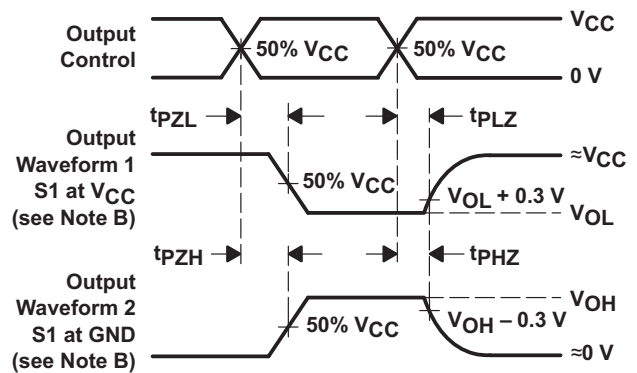 Output
Control
50% VCC
50% VCC
VCC
0 V
tPZL
tPLZ
Output
Waveform 1
S1 at VCC
(see Note B)
50% VCC
≈VCC
VOL + 0.3 V
VOL
tPZH
tPHZ
Output
Waveform 2
S1 at GND
(see Note B)
50% VCC
VOH
VOH – 0.3 V
≈0 V